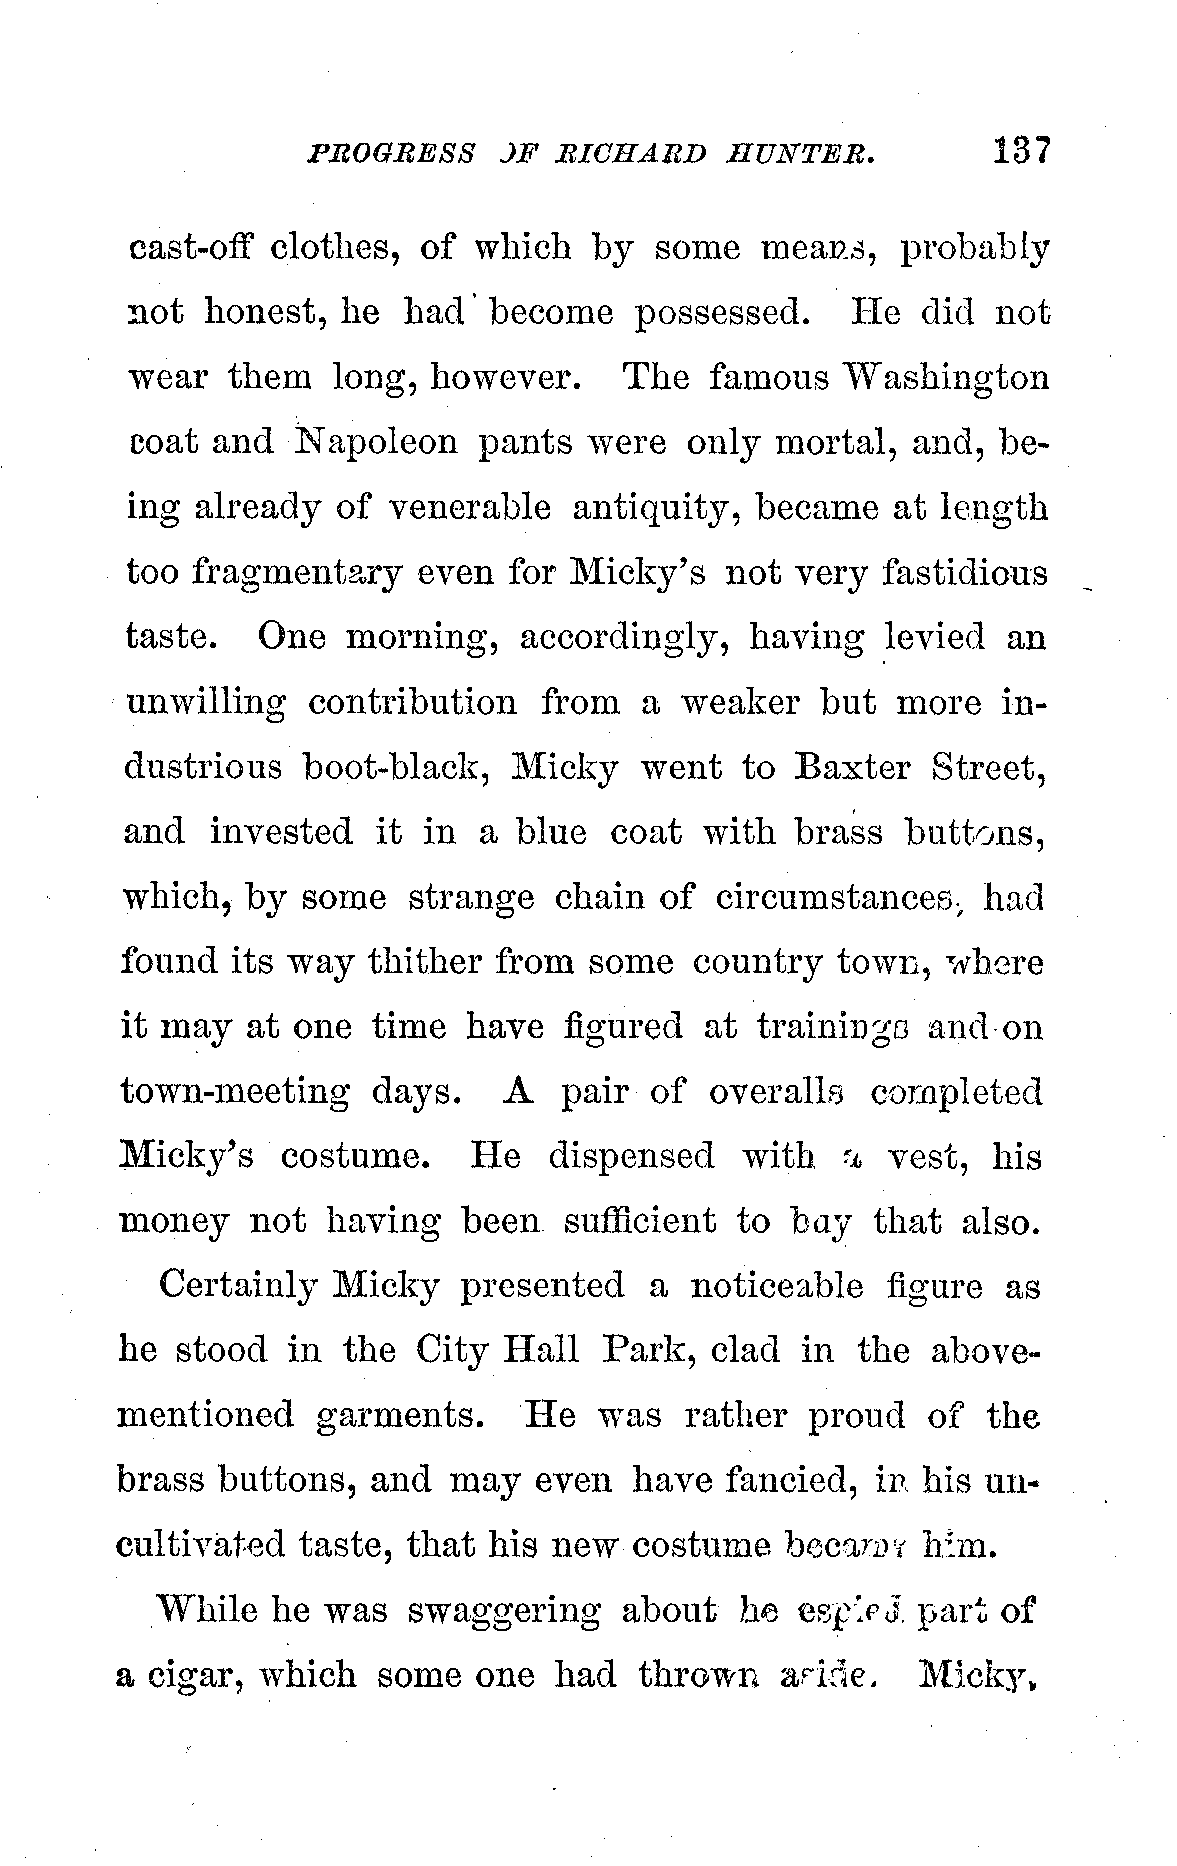 PROGRESS OF RICHARD HUNTER. 137
cast-off clothes, of which by some means, probably
not honest, he had become possessed. He did not
wear them long, however. The famous Washington
coat and Napoleon pants were only mortal, and, be-
ing already of venerable antiquity, became at length
too fragmentary even for Micky's not very fastidious
taste. One morning, accordingly, having levied an
unwilling contribution from a weaker but more in-
dustrious boot-black, Micky went to Baxter Street,
and invested it in a blue coat with brass buttons,
which, by some strange chain of circumstances, had
found its way thither from some country town, where
it may at one time have figured at trainings and on
town-meeting days. A pair of overalls completed
Micky's costume. He dispensed with a vest, his
money not having been sufficient to buy that also.
Certainly Micky presented a noticeable figure as
he stood in the City Hall Park, clad in the above-
mentioned garments. He was rather proud of the
brass buttons, and may even have fancied, in his un-
cultivated taste, that his new costume became him.
While he was swaggering about he espied part of
a cigar, which some one had thrown aside. Micky,